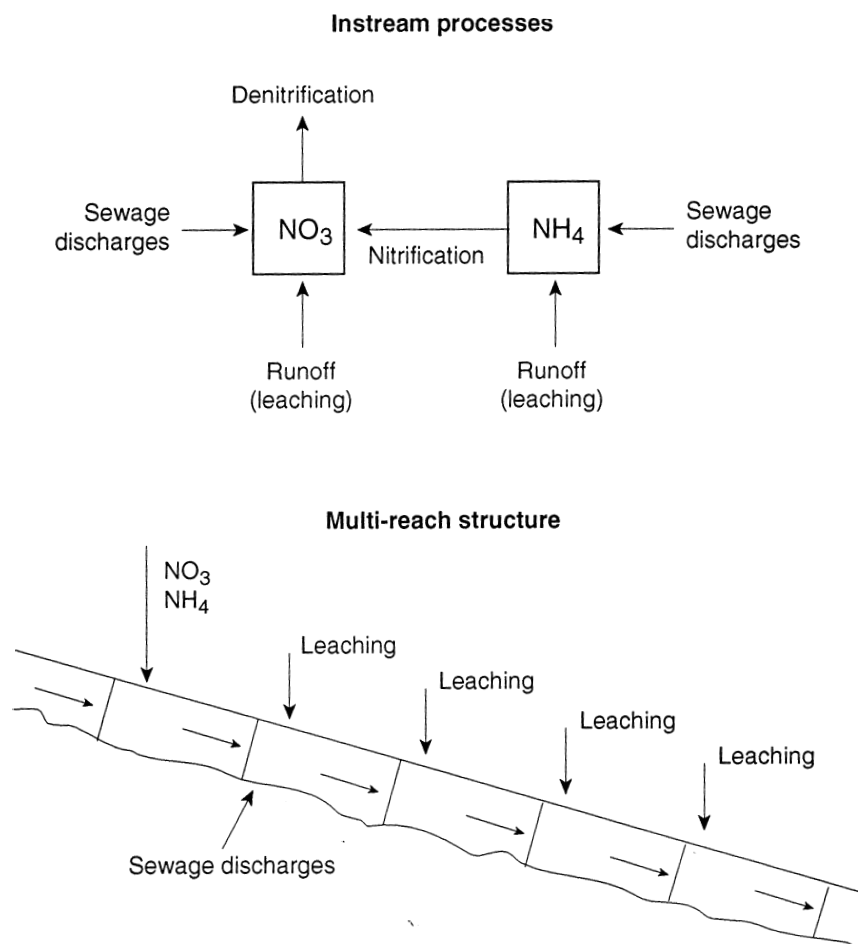 Instream processes
Denitrification
Sewage
discharges
NO3
Nitrification
NH4
Sewage
discharges
Runoff
(leaching)
Runoff
(leaching)
Multi-reach structure
NO3
NH4
Leaching
Leaching
Leaching
Leaching
Sewage discharges